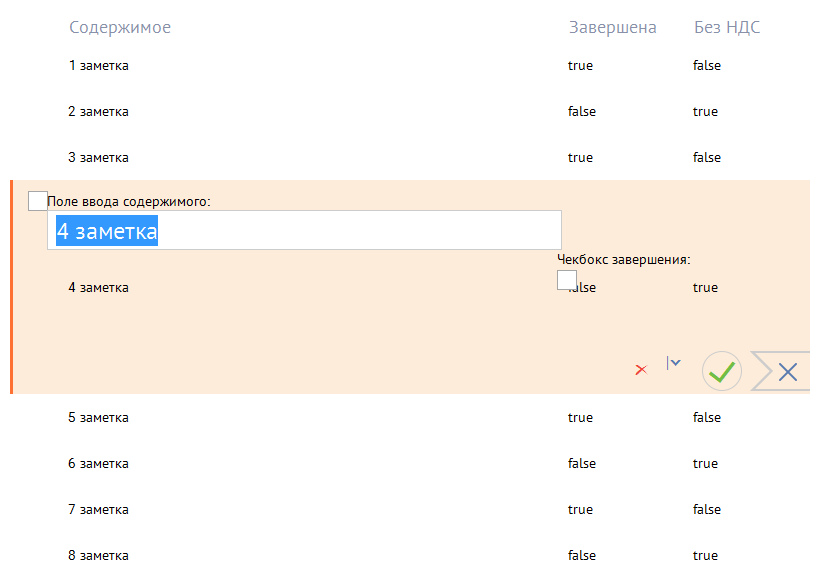 Содержимое Завершена Без НДС
1 заметка true false
2 заметка false true
3 заметка true false
Поле ввода содержимого:
4 заметка
Чекбокс завершения:
4 заметка false true
5 заметка true false
6 заметка false true
7 заметка true false
8 заметка false true